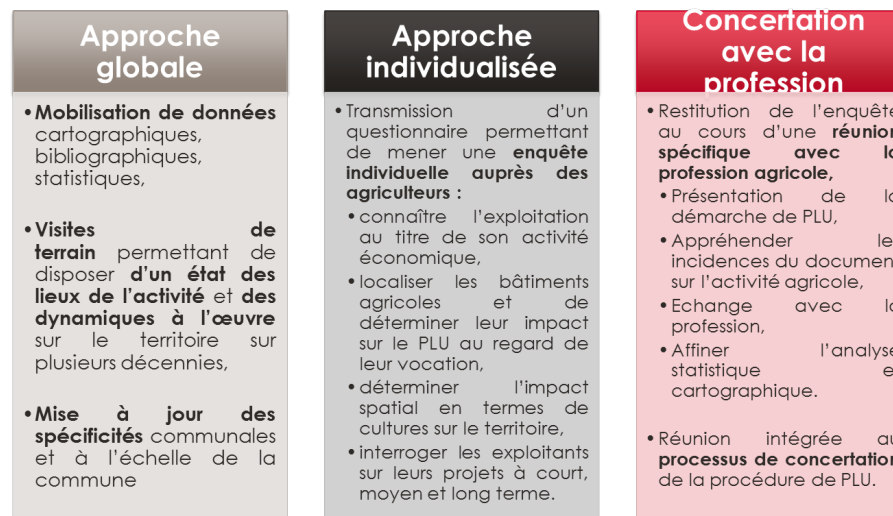 Approche
globale
•Mobilisation de données
cartographiques,
bibliographiques,
statistiques,
•Visites de
terrain permettant de
disposer d'un état des
lieux de l'activité et des
dynamiques à l'œuvre
sur le territoire sur
plusieurs décennies,
•Mise à jour des
spécificités communales
et à l'échelle de la
commune
Approche
individualisée
•Transmission d'un
questionnaire permettant
de mener une enquête
individuelle auprès des
agriculteurs :
•connaître l'exploitation
au titre de son activité
économique,
•localiser les bâtiments
agricoles et de
déterminer leur impact
sur le PLU au regard de
leur vocation,
•déterminer l'impact
spatial en termes de
cultures sur le territoire,
•interroger les exploitants
sur leurs projets à court,
moyen et long terme.
Concertation
avec la
profession
•Restitution de l'enquête
au cours d'une réunion
spécifique avec la
profession agricole,
•Présentation de la
démarche de PLU,
•Appréhender le
incidences du document
sur l'activité agricole,
•Echange avec la
profession,
•Affiner l'analyse
statistique e
cartographique.
•Réunion intégrée au
processus de concertation
de la procédure de PLU.